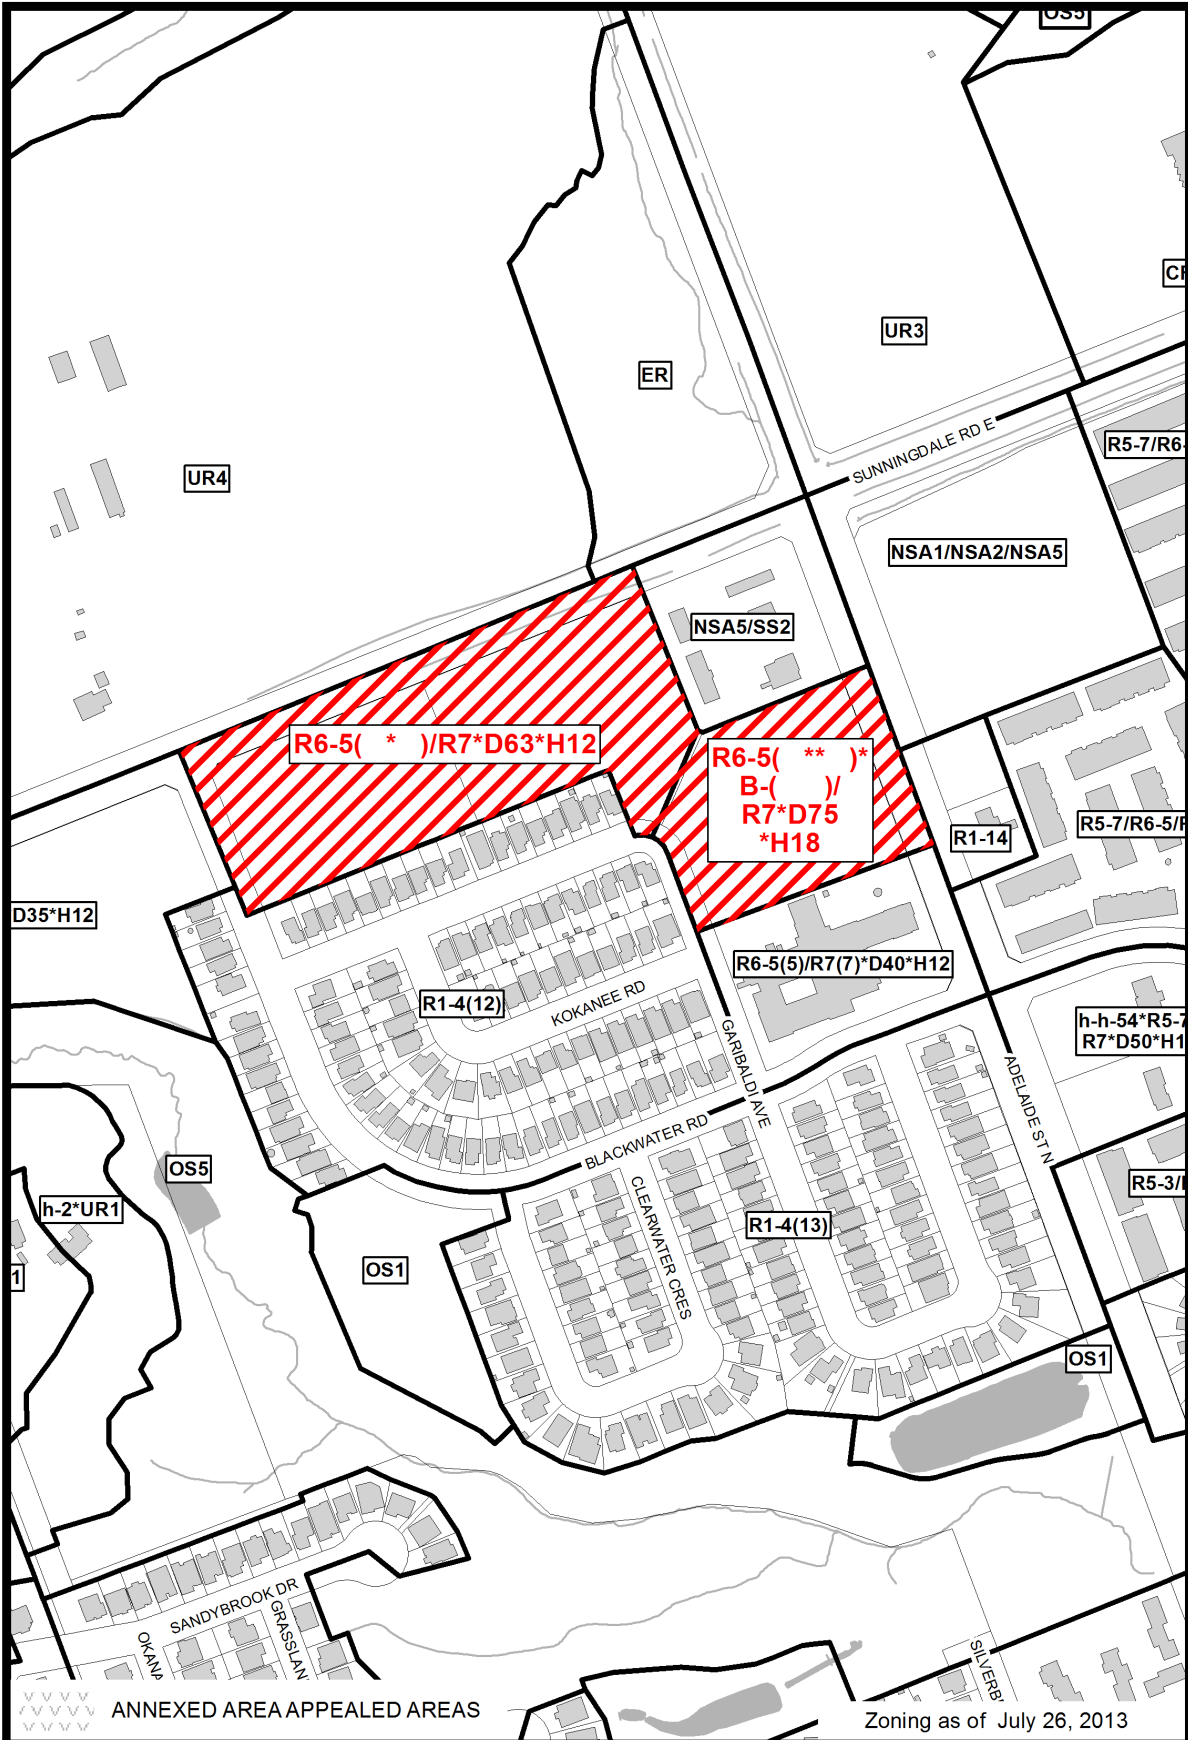 OS5
CF
UR3
ER
SUNNINGDALE RD E
R5-7/R6-
UR4
NSA1/NSA2/NSA5
NSA5/SS2
R6-5(   *   )/R7*D63*H12
R6-5(   **   )*
B-(      )/
R7*D75
*H18
R1-14
R5-7/R6-5/
D35*H12
R6-5(5)/R7(7)*D40*H12
R1-4(12)
KOKANEE RD
GARIBALDI AVE
h-h-54*R5-7
R7*D50*H1
ADELAIDE ST N
BLACKWATER RD
OS5
h-2*UR1
CLEARWATER CRES
R1-4(13)
R5-3/
OS1
1
OS1
SANDYBROOK DR
OKANA
GRASSLAN
SILVERB
ANNEXED AREA APPEALED AREAS
Zoning as of July 26, 2013